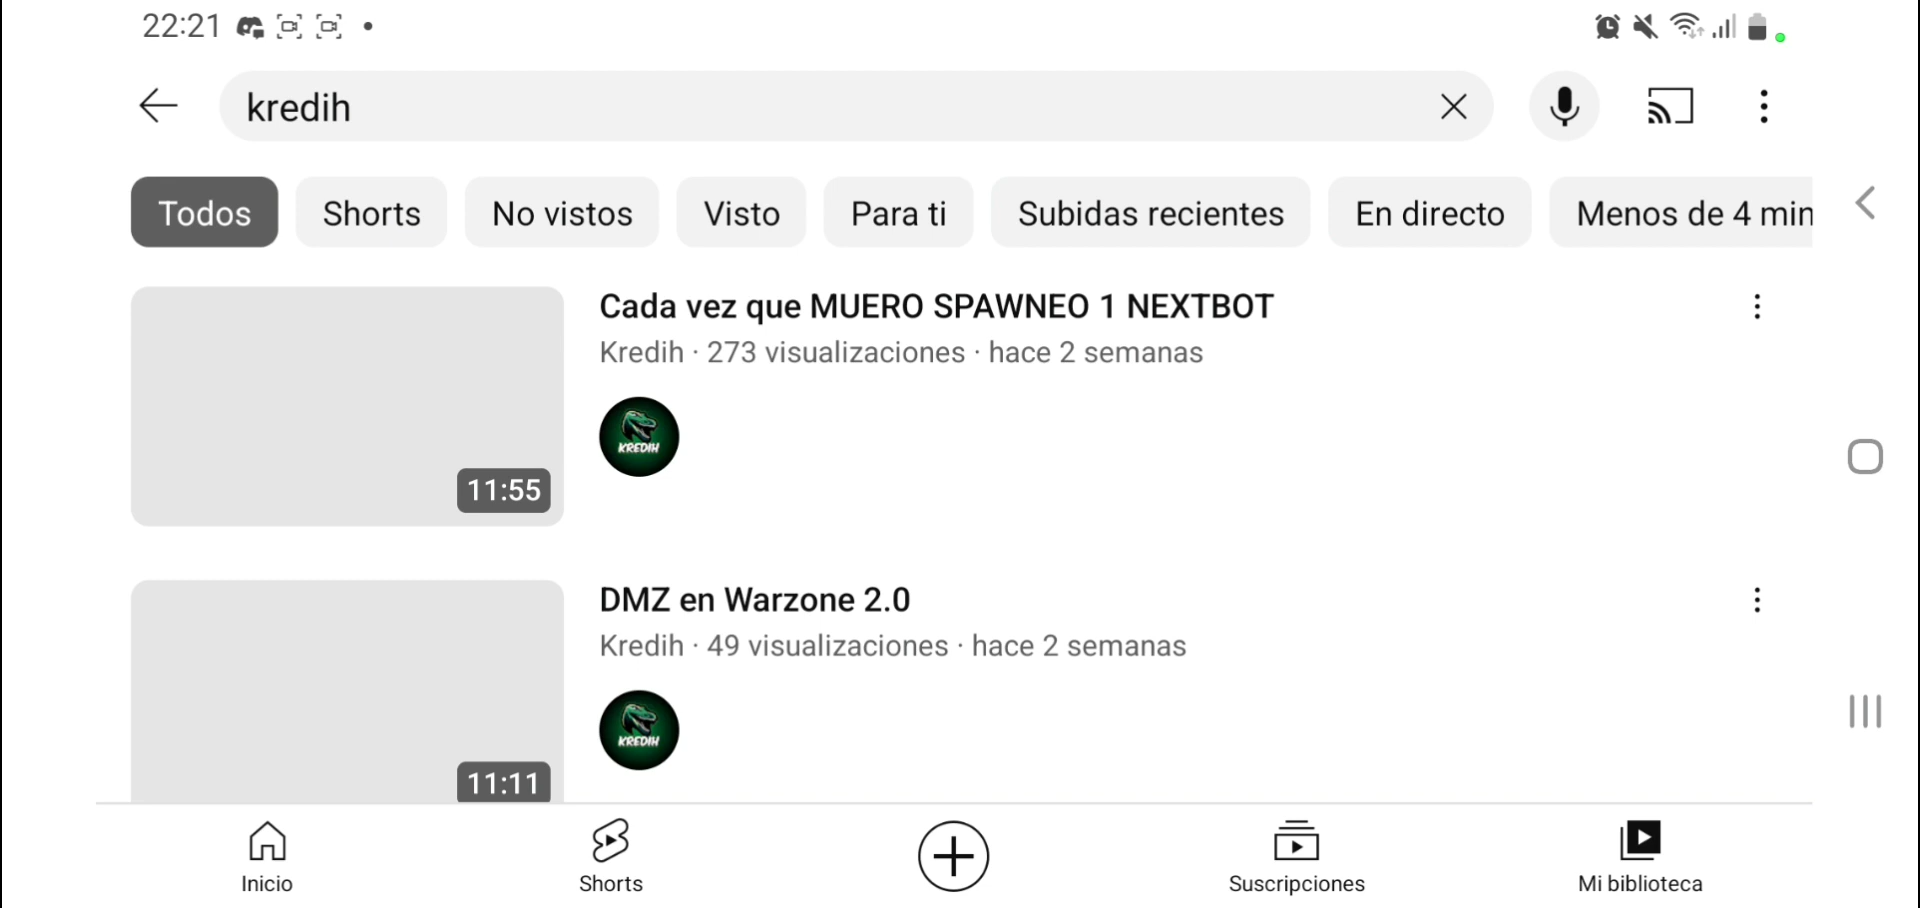 22:21
kredih
Todos Shorts No vistos Visto Para ti Subidas recientes En directo Menos de 4 min
Cada vez que MUERO SPAWNEO 1 NEXTBOT
Kredih · 273 visualizaciones · hace 2 semanas
KREDIH
11:55
DMZ en Warzone 2.0
Kredih · 49 visualizaciones · hace 2 semanas
KREDIH
11:11
Inicio Shorts Suscripciones Mi biblioteca